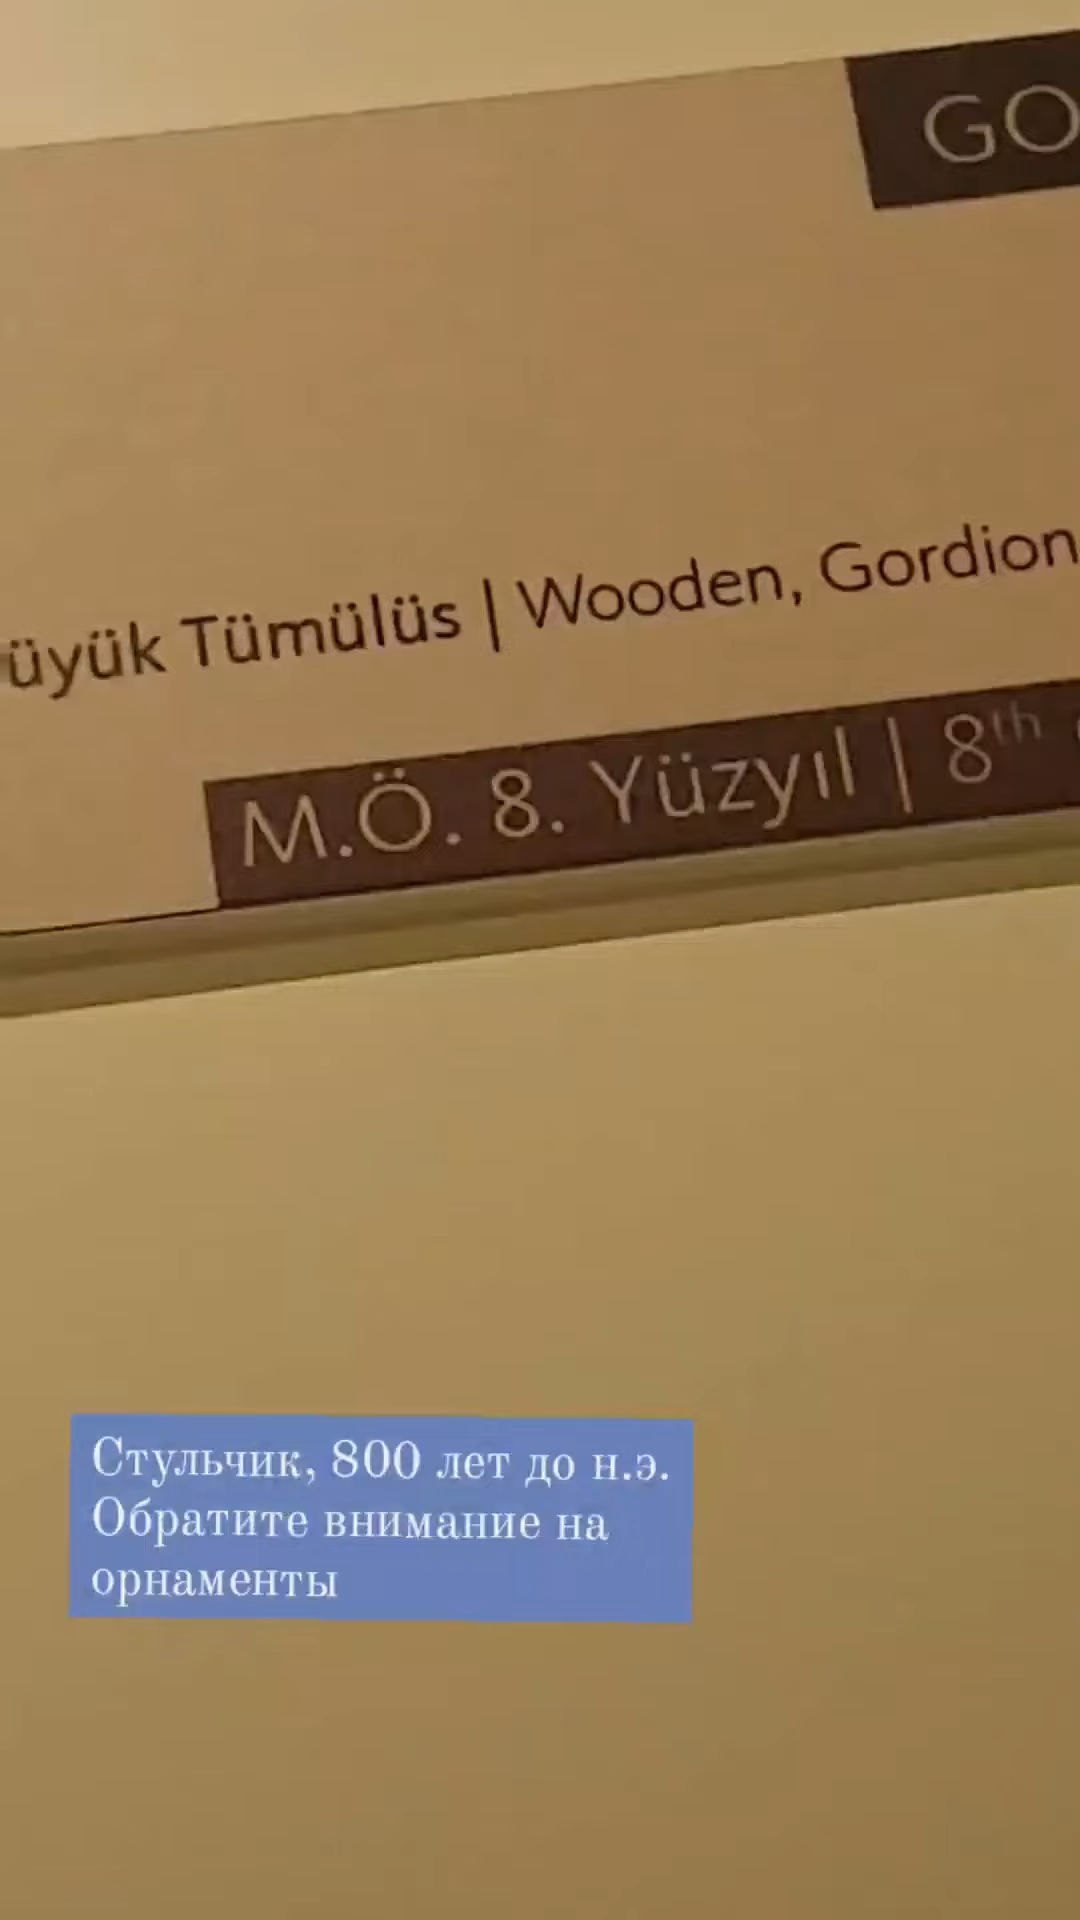 GO
üyük Tümülüs | Wooden, Gordion
M.Ö. 8. Yüzyıl | 8th
Стульчик, 800 лет до н.э.
Обратите внимание на
орнаменты